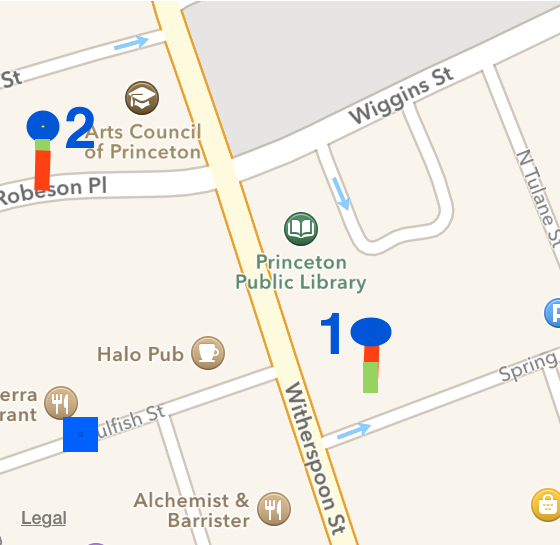 St
2
Arts Council
of Princeton
Wiggins St
Robeson Pl
N Tulane St
Princeton
Public Library
1
Halo Pub
P
Spring
erra
rant
ulfish St
Witherspoon St
Alchemist &
Barrister
Legal